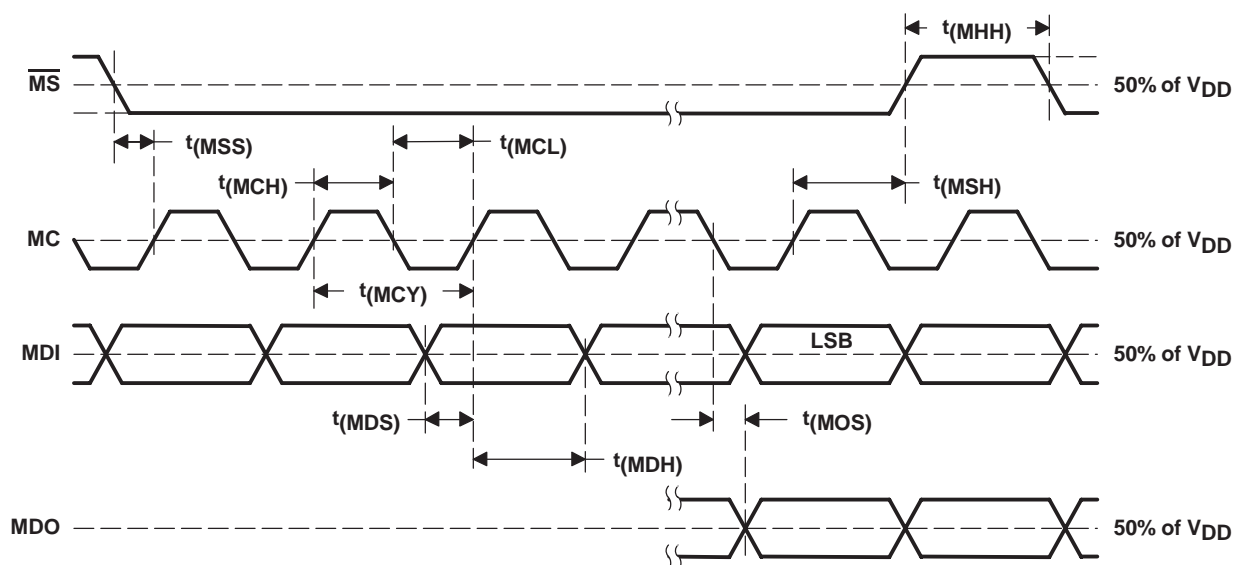 t(MHH)
MS
50% of VDD
t(MSS)
t(MCL)
t(MCH)
t(MSH)
MC
50% of VDD
t(MCY)
MDI
LSB
50% of VDD
t(MDS)
t(MOS)
t(MDH)
MDO
50% of VDD